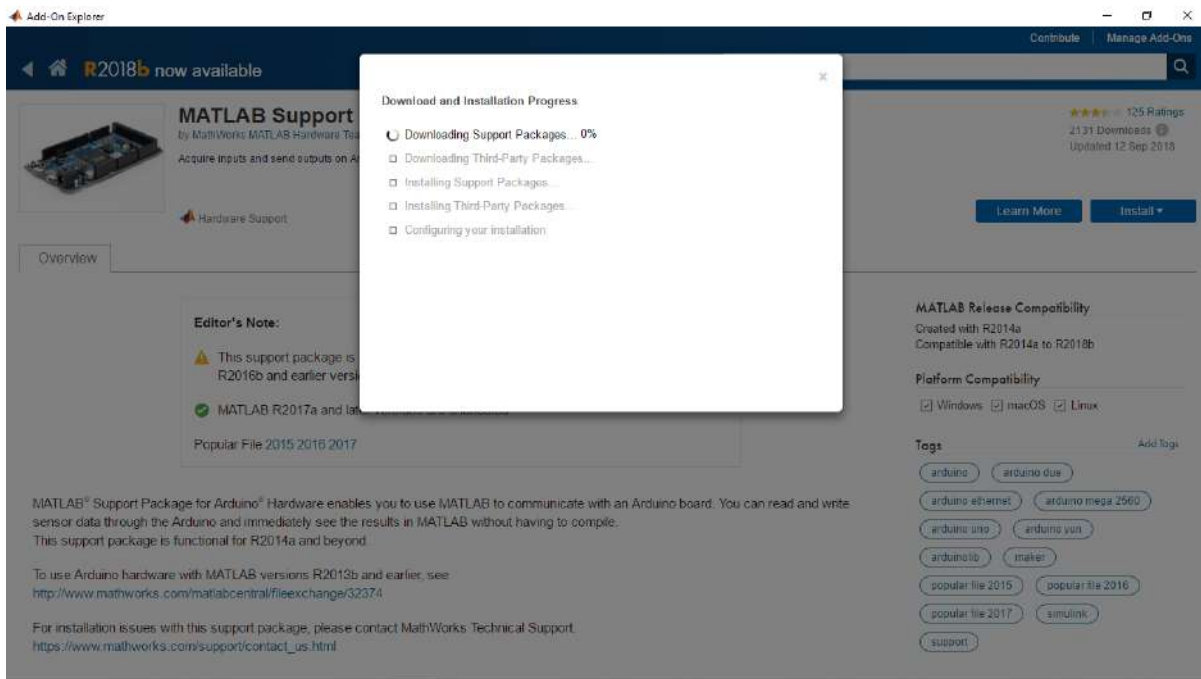 Add-On Explorer
Contribute | Manage Add-Ons
R2018b now available
MATLAB Support
by MathWorks MATLAB Hardware Tea
Acquire inputs and send outputs on A
Hardware Support
125 Ratings
2131 Downloads
Updated 12 Sep 2018
Learn More
Install
Download and Installation Progress
Downloading Support Packages... 0%
Downloading Third-Party Packages...
Installing Support Packages...
Installing Third-Party Packages...
Configuring your installation
Overview
Editor's Note:
This support package is
R2016b and earlier versi
MATLAB R2017a and lat
Popular File 2015 2016 2017
MATLAB® Support Package for Arduino® Hardware enables you to use MATLAB to communicate with an Arduino board. You can read and write
sensor data through the Arduino and immediately see the results in MATLAB without having to compile.
This support package is functional for R2014a and beyond.
To use Arduino hardware with MATLAB versions R2013b and earlier, see
http://www.mathworks.com/matlabcentral/fileexchange/32374
For installation issues with this support package, please contact MathWorks Technical Support
https://www.mathworks.com/support/contact_us.html
MATLAB Release Compatibility
Created with R2014a
Compatible with R2014a to R2018b
Platform Compatibility
Windows macOS Linux
Tags
Add Tags
arduino
arduino due
arduino ethernet
arduino mega 2560
arduino uno
arduino yun
arduinolib
maker
popular file 2015
popular file 2016
popular file 2017
simulink
support